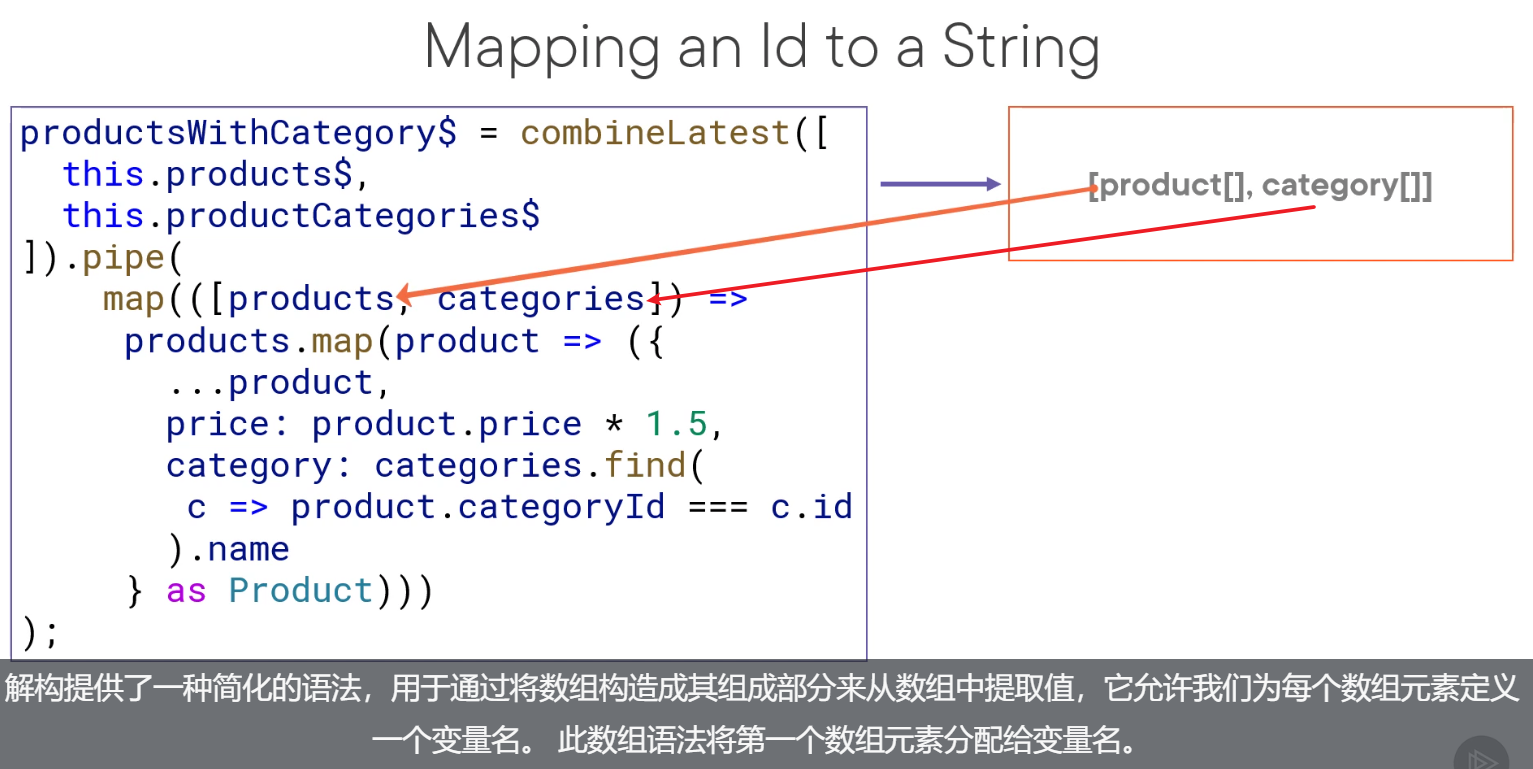 Mapping an Id to a String
productsWithCategory$ = combineLatest([
this.products$,
this.productCategories$
]).pipe(
map(([products, categories]) =>
products.map(product => ({
...product,
price: product.price * 1.5,
category: categories.find(
c => product.categoryId === c.id
).name
} as Product)))
);
[product[], category[]]
解构提供了一种简化的语法，用于通过将数组构造成其组成部分来从数组中提取值，它允许我们为每个数组元素定义
一个变量名。 此数组语法将第一个数组元素分配给变量名。